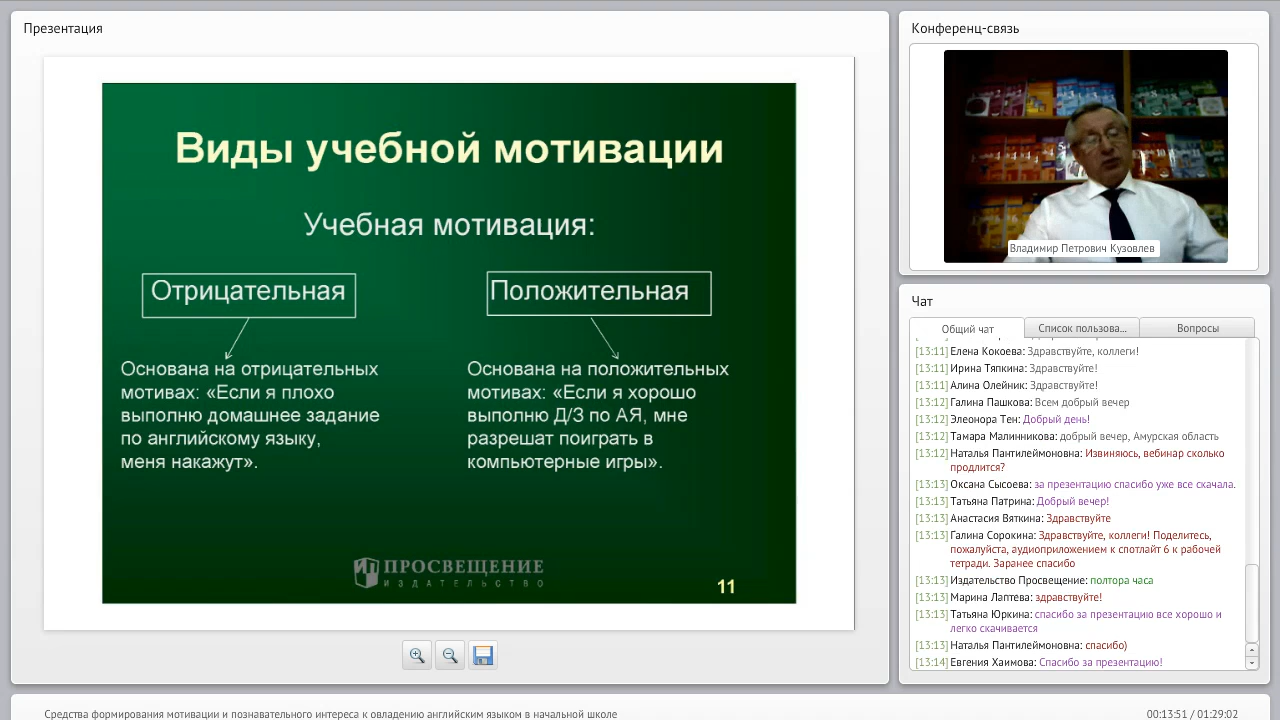 Презентация
Виды учебной мотивации
Учебная мотивация:
Отрицательная
Основана на отрицательных
мотивах: «Если я плохо
выполню домашнее задание
по английскому языку,
меня накажут».
Положительная
Основана на положительных
мотивах: «Если я хорошо
выполню Д/З по АЯ, мне
разрешат поиграть в
компьютерные игры».
ПРОСВЕЩЕНИЕ
ИЗДАТЕЛЬСТВО
11
Конференц-связь
Владимир Петрович Кузовлев
Чат
Общий чат
Список пользова...
Вопросы
[13:11] Елена Кокоева: Здравствуйте, коллеги!
[13:11] Ирина Тяпкина: Здравствуйте!
[13:11] Алина Олейник: Здравствуйте!
[13:12] Галина Пашкова: Всем добрый вечер
[13:12] Элеонора Тен: Добрый день!
[13:12] Тамара Малинникова: добрый вечер, Амурская область
[13:12] Наталья Пантилеймоновна: Извиняюсь, вебинар сколько
продлится?
[13:13] Оксана Сысоева: за презентацию спасибо уже все скачала.
[13:13] Татьяна Патрина: Добрый вечер!
[13:13] Анастасия Вяткина: Здравствуйте
[13:13] Галина Сорокина: Здравствуйте, коллеги! Поделитесь,
пожалуйста, аудиоприложением к спотлайт 6 к рабочей
тетради. Заранее спасибо
[13:13] Издательство Просвещение: полтора часа
[13:13] Марина Лаптева: здравствуйте!
[13:13] Татьяна Юркина: спасибо за презентацию все хорошо и
легко скачивается
[13:13] Наталья Пантилеймоновна: спасибо)
[13:14] Евгения Хаимова: Спасибо за презентацию!
Средства формирования мотивации и познавательного интереса к овладению английским языком в начальной школе
00:13:51 / 01:29:02